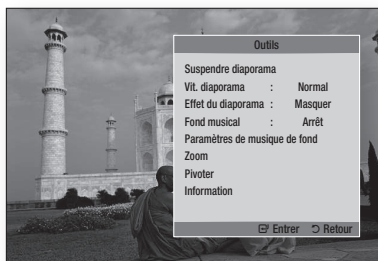 Outils
Suspendre diaporama
Vit. diaporama : Normal
Effet du diaporama : Masquer
Fond musical : Arrêt
Paramètres de musique de fond
Zoom
Pivoter
Information
Entrer Retour